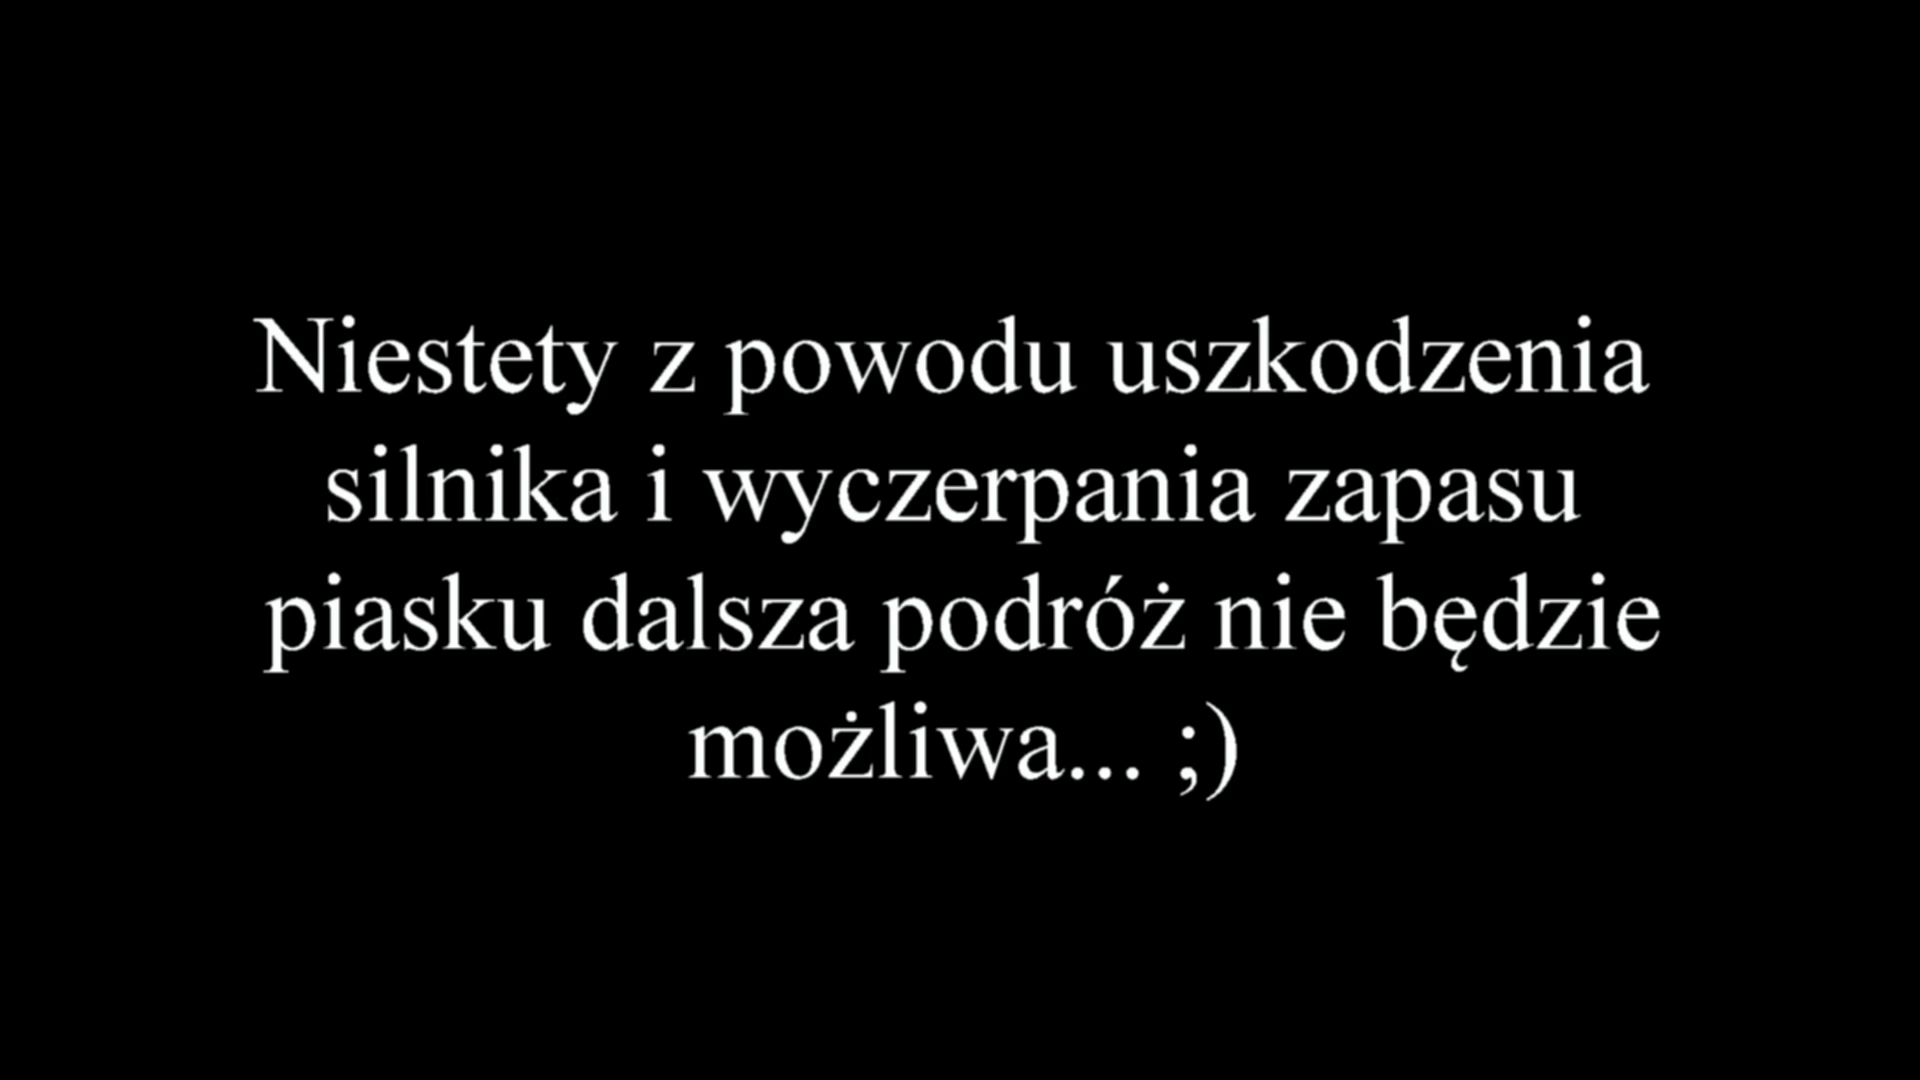 Niestety z powodu uszkodzenia
silnika i wyczerpania zapasu
piasku dalsza podróż nie będzie
możliwa... ;)